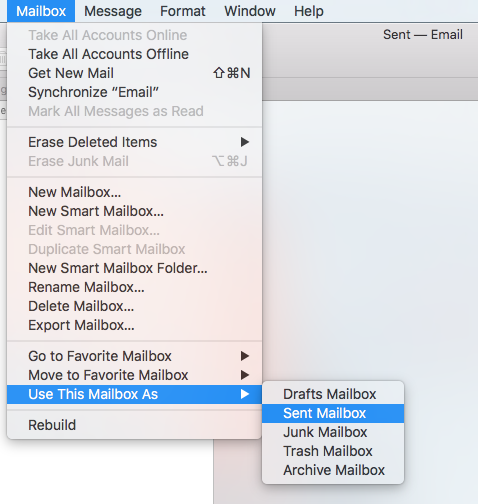 Mailbox Message Format Window Help
Sent — Email
Take All Accounts Online
Take All Accounts Offline
Get New Mail ⇧⌘N
Synchronize “Email”
Mark All Messages as Read
Erase Deleted Items ▶
Erase Junk Mail ⌥⌘J
New Mailbox...
New Smart Mailbox...
Edit Smart Mailbox...
Duplicate Smart Mailbox
New Smart Mailbox Folder...
Rename Mailbox...
Delete Mailbox...
Export Mailbox...
Go to Favorite Mailbox ▶
Move to Favorite Mailbox ▶
Use This Mailbox As ▶
Rebuild
Drafts Mailbox
Sent Mailbox
Junk Mailbox
Trash Mailbox
Archive Mailbox